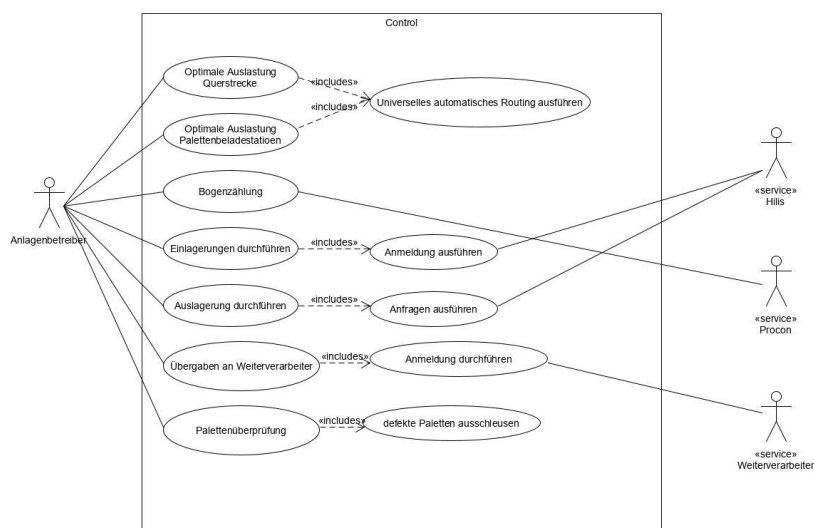 Control
Optimale Auslastung
Querstrecke
«includes»
Universelles automatisches Routing ausführen
«includes»
Optimale Auslastung
Palettenbeladestatioen
Bogenzählung
Anlagenbetreiber
Einlagerungen durchführen
«includes»
Anmeldung ausführen
Auslagerung durchführen
«includes»
Anfragen ausführen
Übergaben an Weiterverarbeiter
«includes»
Anmeldung durchführen
Palettenüberprüfung
«includes»
defekte Paletten ausschleusen
«service»
Hills
«service»
Procon
«service»
Weiterverarbeiter